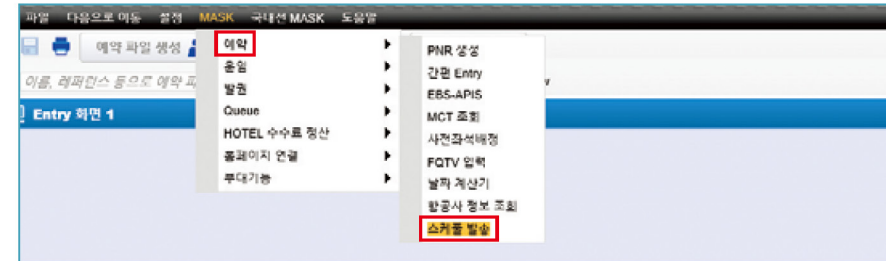 파일 다음으로 이동 설정 MASK 국내선 MASK 도움말
예약 파일 생성
이름, 레퍼런스 등으로 예약 파
Entry 화면 1
예약
운임
발권
Queue
HOTEL 수수료 정산
홈페이지 연결
부대기능
PNR 생성
간편 Entry
EBS-APIS
MCT 조회
사전좌석배정
FQTV 입력
날짜 계산기
항공사 정보 조회
스케줄 발송